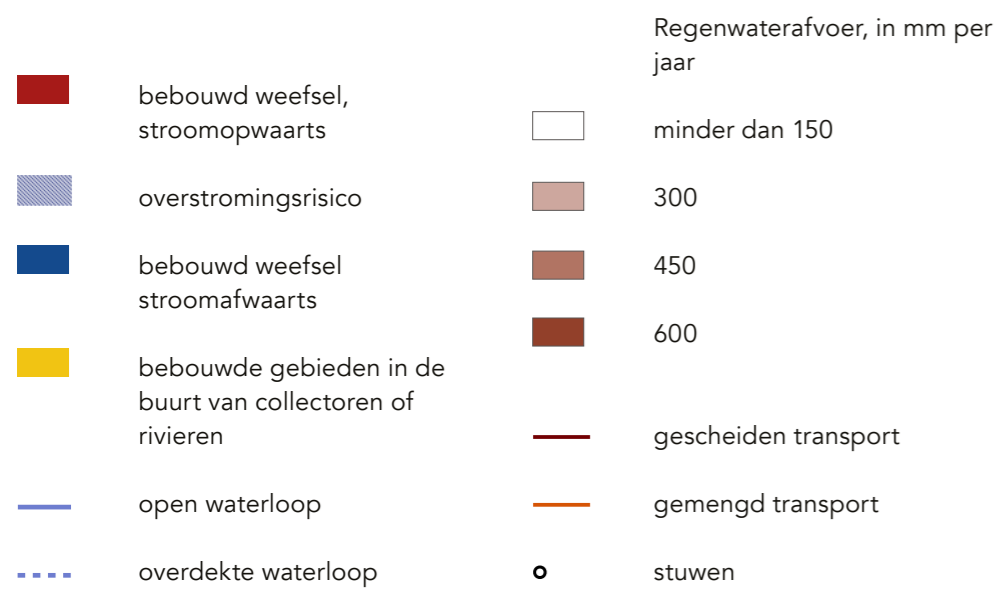 bebouwd weefsel,
stroomopwaarts
overstromingsrisico
bebouwd weefsel
stroomafwaarts
bebouwde gebieden in de
buurt van collectoren of
rivieren
open waterloop
overdekte waterloop
Regenwaterafvoer, in mm per
jaar
minder dan 150
300
450
600
gescheiden transport
gemengd transport
stuwen